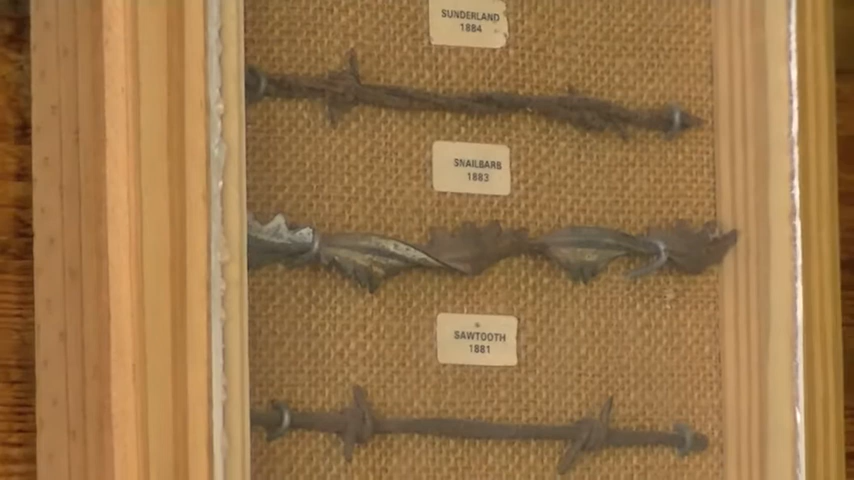 SUNDERLAND
1884
SNAILBARB
1883
SAWTOOTH
1881